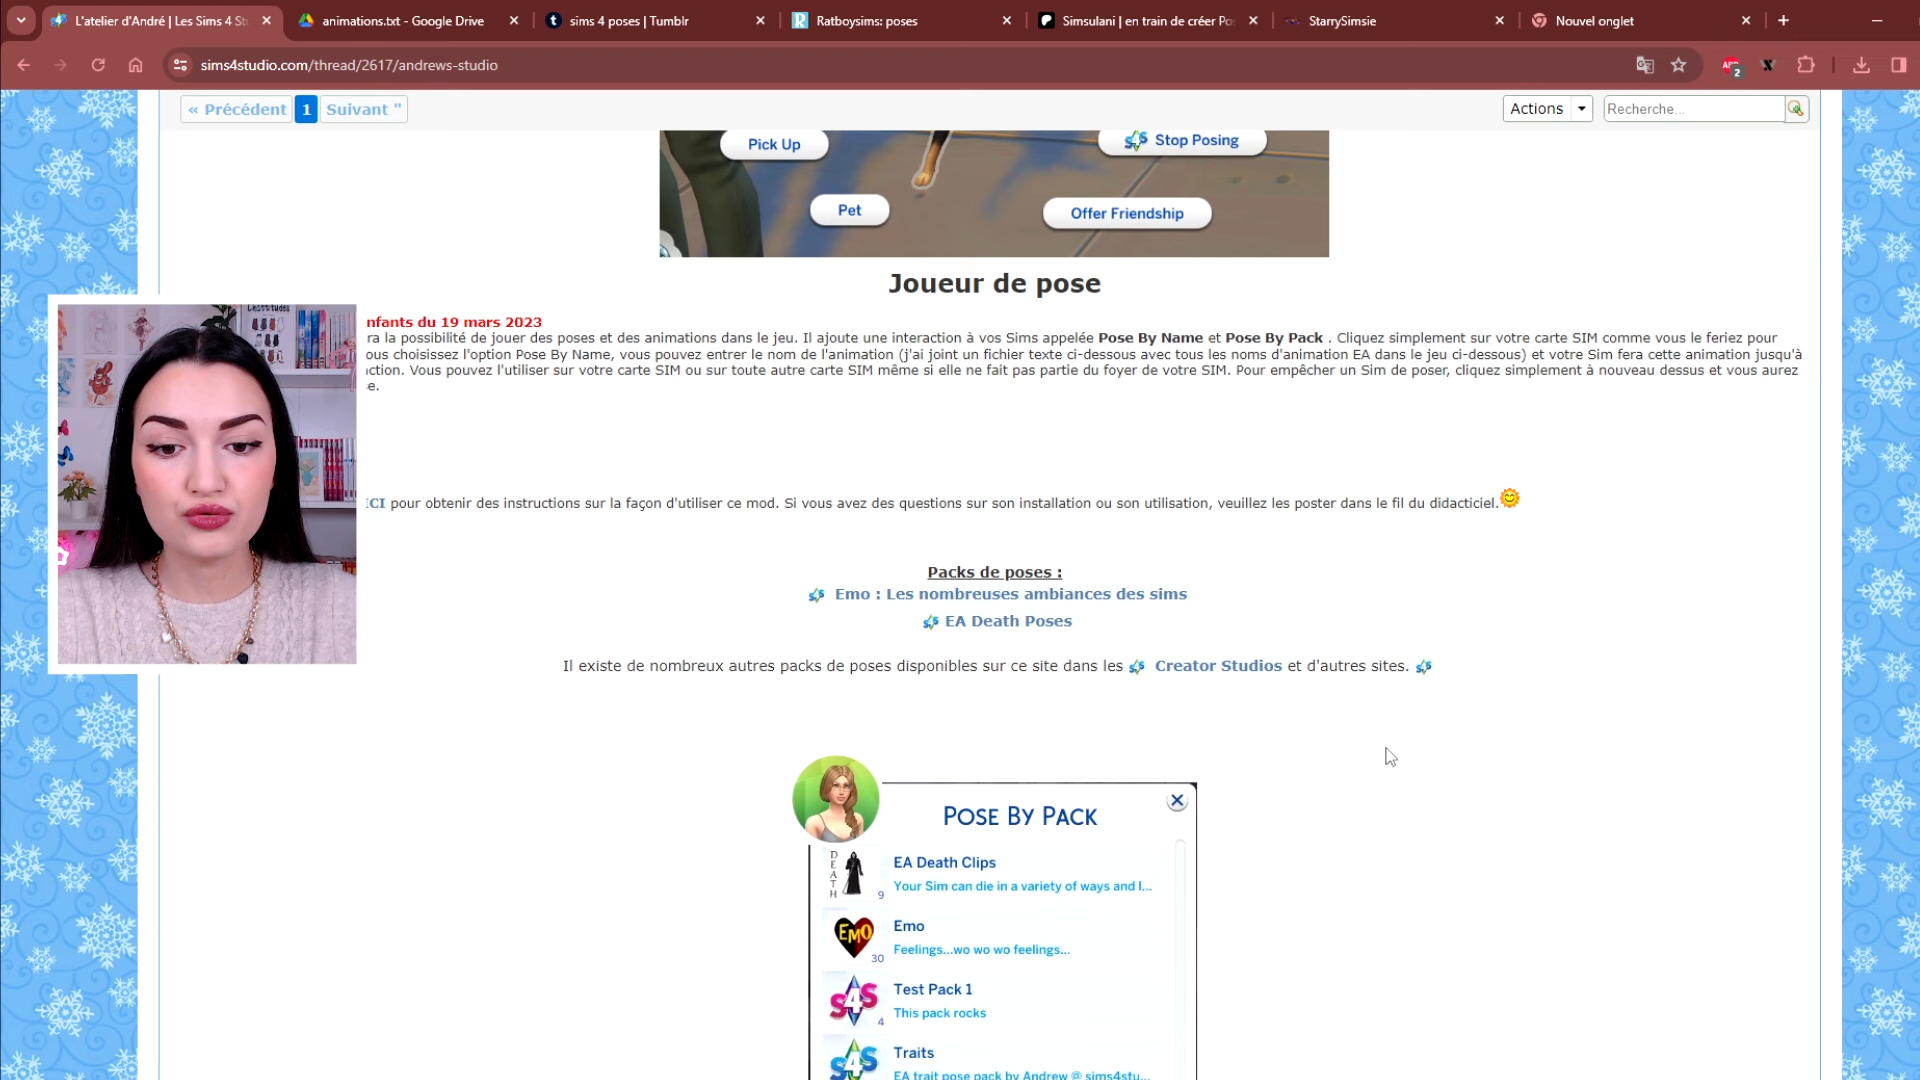 L'atelier d'André | Les Sims 4 St
animations.txt - Google Drive
sims 4 poses | Tumblr
Ratboysims: poses
Simsulani | en train de créer Po
StarrySimsie
Nouvel onglet
sims4studio.com/thread/2617/andrews-studio
« Précédent 1 Suivant "
Actions
Recherche...
Pick Up
Stop Posing
Pet
Offer Friendship
Joueur de pose
nfants du 19 mars 2023
ra la possibilité de jouer des poses et des animations dans le jeu. Il ajoute une interaction à vos Sims appelée Pose By Name et Pose By Pack . Cliquez simplement sur votre carte SIM comme vous le feriez pour
ous choisissez l'option Pose By Name, vous pouvez entrer le nom de l'animation (j'ai joint un fichier texte ci-dessous avec tous les noms d'animation EA dans le jeu ci-dessous) et votre Sim fera cette animation jusqu'à
ction. Vous pouvez l'utiliser sur votre carte SIM ou sur toute autre carte SIM même si elle ne fait pas partie du foyer de votre SIM. Pour empêcher un Sim de poser, cliquez simplement à nouveau dessus et vous aurez
e.
ICI pour obtenir des instructions sur la façon d'utiliser ce mod. Si vous avez des questions sur son installation ou son utilisation, veuillez les poster dans le fil du didacticiel.
Packs de poses :
Emo : Les nombreuses ambiances des sims
EA Death Poses
Il existe de nombreux autres packs de poses disponibles sur ce site dans les Creator Studios et d'autres sites.
POSE BY PACK
DEATH
9
EA Death Clips
Your Sim can die in a variety of ways and I...
EMO
30
Emo
Feelings...wo wo wo feelings...
S4S
4
Test Pack 1
This pack rocks
S4S
Traits
EA trait pose pack by Andrew @ sims4stu...